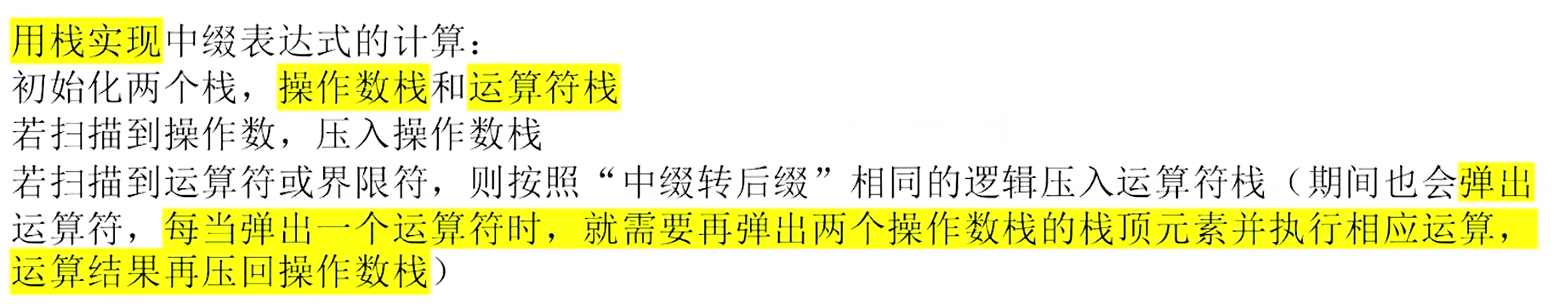 用栈实现中缀表达式的计算：
初始化两个栈，操作数栈和运算符栈
若扫描到操作数，压入操作数栈
若扫描到运算符或界限符，则按照“中缀转后缀”相同的逻辑压入运算符栈（期间也会弹出
运算符，每当弹出一个运算符时，就需要再弹出两个操作数栈的栈顶元素并执行相应运算，
运算结果再压回操作数栈）